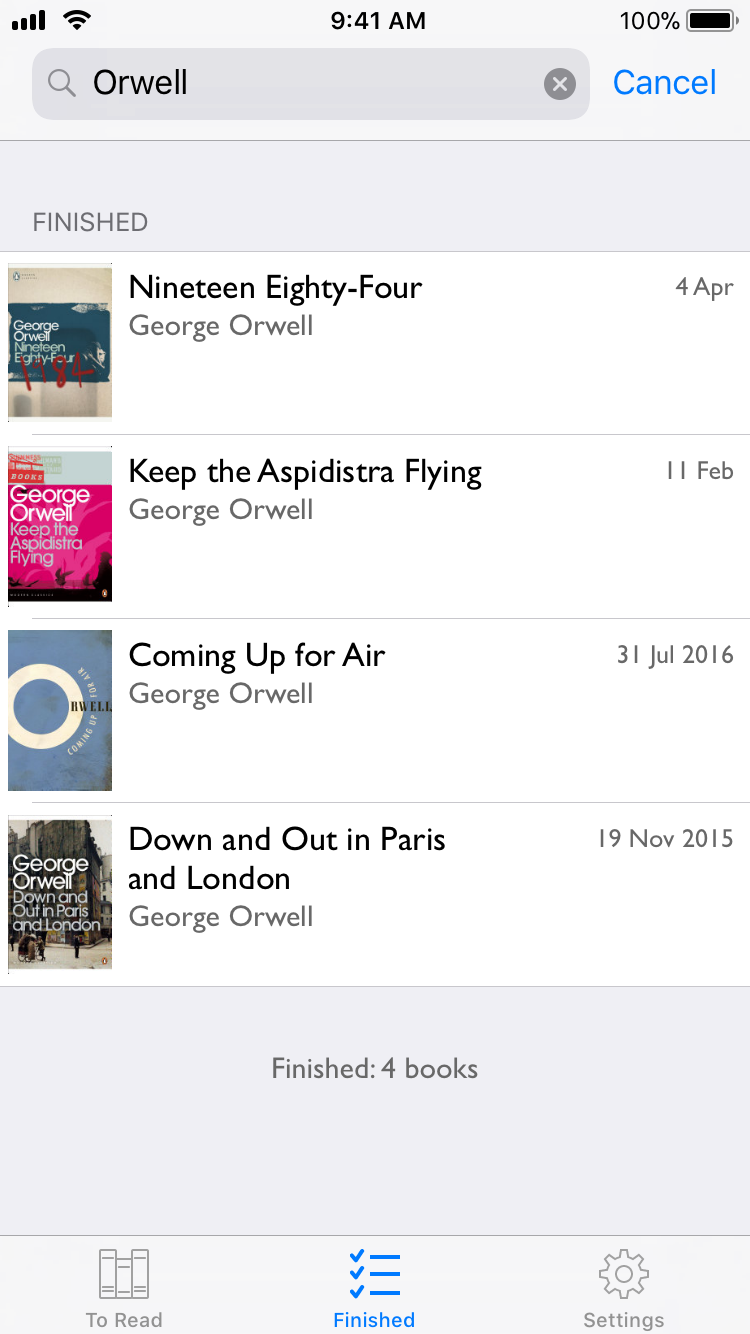 9:41 AM
100%
Orwell
Cancel
FINISHED
George
Orwell
Nineteen
Eighty-Four
1984
Nineteen Eighty-Four
4 Apr
George Orwell
BOOKS
George
Orwell
Keep the
Aspidistra
Flying
Keep the Aspidistra Flying
11 Feb
George Orwell
ORWELL
COMING UP FOR AIR
Coming Up for Air
31 Jul 2016
George Orwell
George
Orwell
Down and
Out in Paris
and London
Down and Out in Paris
and London
19 Nov 2015
George Orwell
Finished: 4 books
To Read
Finished
Settings